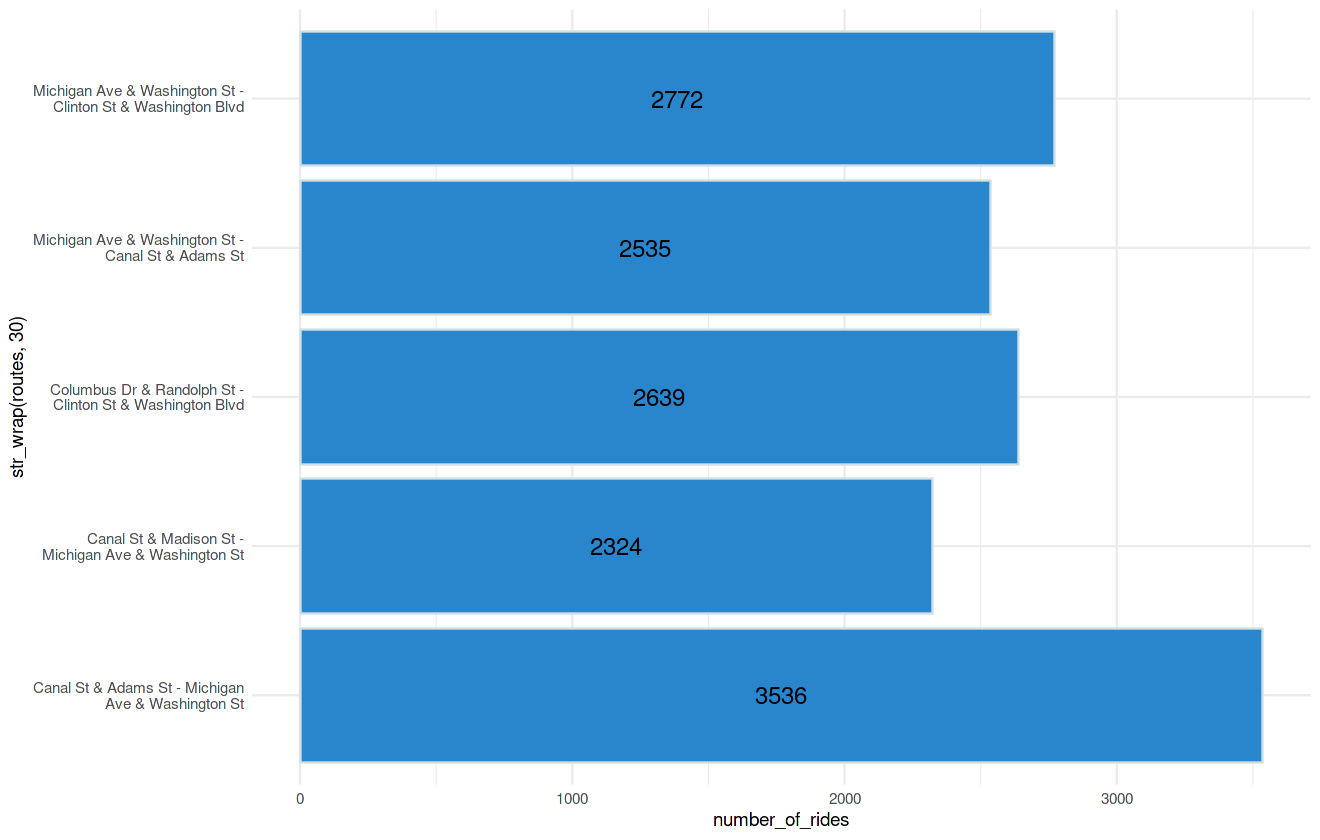 Michigan Ave & Washington St -
Clinton St & Washington Blvd
2772
Michigan Ave & Washington St -
Canal St & Adams St
2535
Columbus Dr & Randolph St -
Clinton St & Washington Blvd
2639
Canal St & Madison St -
Michigan Ave & Washington St
2324
Canal St & Adams St - Michigan
Ave & Washington St
3536
str_wrap(routes, 30)
0 1000 2000 3000
number_of_rides